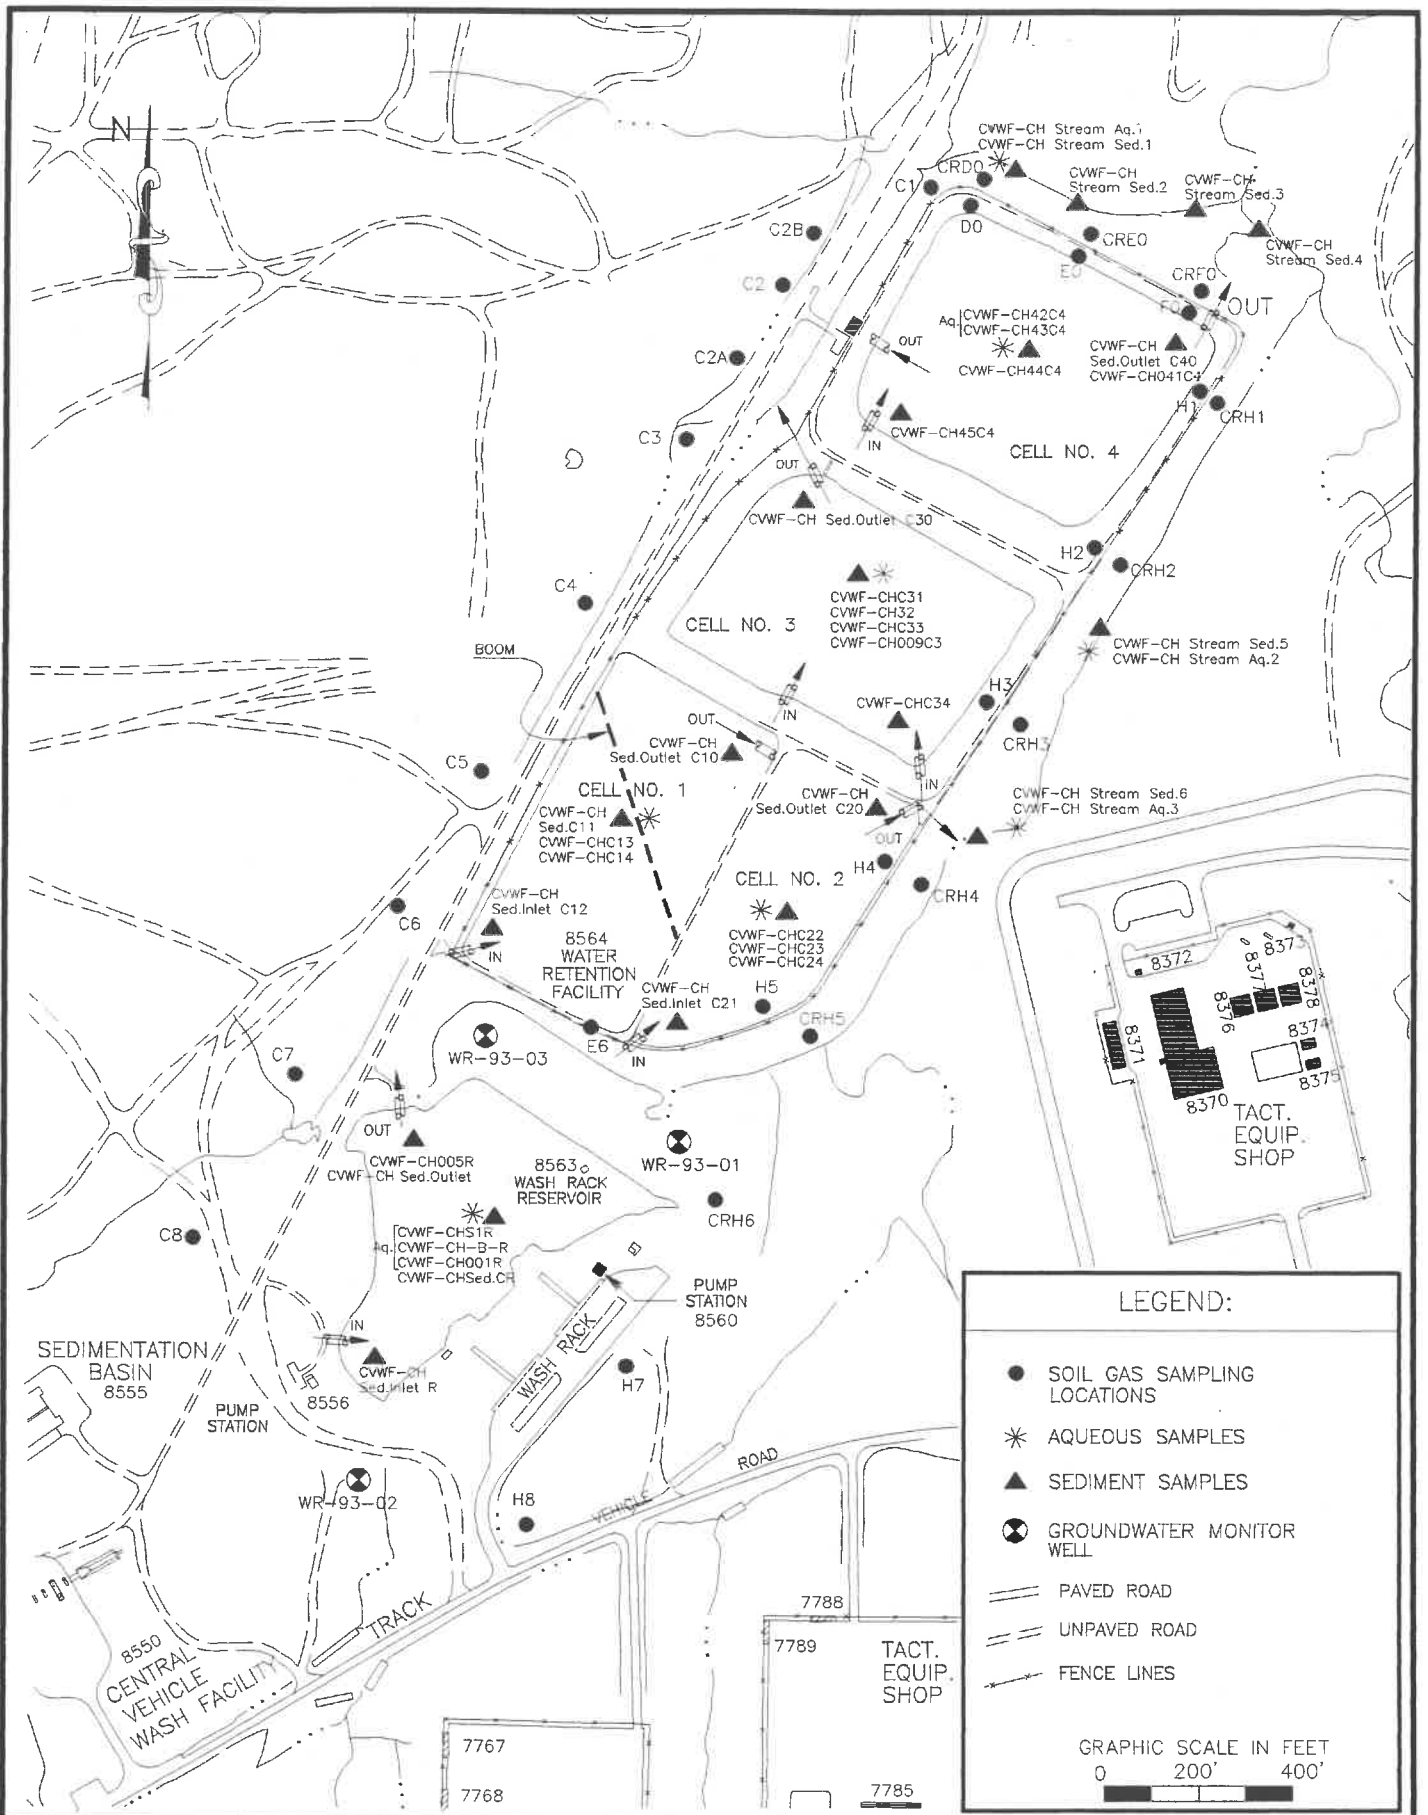 N
CVWF-CH Stream Aq.1
CVWF-CH Stream Sed.1
CRD0
C1
CVWF-CH
Stream Sed.2
CVWF-CH
Stream Sed.3
D0
C2B
CRE0
CVWF-CH
Stream Sed.4
E0
C2
CRF0
F0
OUT
Aq.
CVWF-CH42C4
CVWF-CH43C4
OUT
CVWF-CH44C4
CVWF-CH
Sed.Outlet C40
CVWF-CH041C4
C2A
H1
CRH1
CVWF-CH45C4
IN
C3
CELL NO. 4
OUT
CVWF-CH Sed.Outlet C30
H2
CRH2
C4
CVWF-CHC31
CVWF-CH32
CVWF-CHC33
CVWF-CH009C3
CELL NO. 3
BOOM
CVWF-CH Stream Sed.5
CVWF-CH Stream Aq.2
H3
CVWF-CHC34
IN
OUT
CRH3
CVWF-CH
Sed.Outlet C10
C5
IN
CELL NO. 1
CVWF-CH
Sed.Outlet C20
CVWF-CH Stream Sed.6
CVWF-CH Stream Aq.3
CVWF-CH
Sed.C11
CVWF-CHC13
CVWF-CHC14
OUT
H4
CELL NO. 2
CRH4
CVWF-CH
Sed.Inlet C12
C6
IN
8564
WATER
RETENTION
FACILITY
CVWF-CHC22
CVWF-CHC23
CVWF-CHC24
CVWF-CH
Sed.Inlet C21
H5
CRH5
E6
IN
WR-93-03
8372
8373
8377
8378
8376
8374
8371
8375
8370
TACT.
EQUIP.
SHOP
C7
OUT
CVWF-CH005R
CVWF-CH Sed.Outlet
8563
WASH RACK
RESERVOIR
WR-93-01
CRH6
C8
Aq.
CVWF-CHS1R
CVWF-CH-B-R
CVWF-CH001R
CVWF-CHSed.CR
PUMP
STATION
8560
IN
WASH RACK
SEDIMENTATION
BASIN
8555
CVWF-CH
Sed.Inlet R
8556
PUMP
STATION
H7
WR-93-02
H8
VEHICLE
ROAD
TRACK
8550
CENTRAL
VEHICLE
WASH FACILITY
7788
7789
TACT.
EQUIP.
SHOP
7767
7768
7785
LEGEND:
SOIL GAS SAMPLING
LOCATIONS
AQUEOUS SAMPLES
SEDIMENT SAMPLES
GROUNDWATER MONITOR
WELL
PAVED ROAD
UNPAVED ROAD
FENCE LINES
GRAPHIC SCALE IN FEET
0 200' 400'